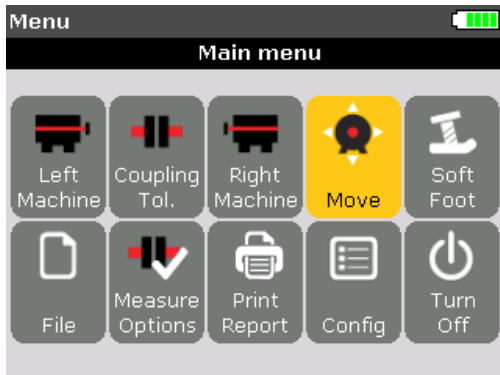 Menu
Main menu
Left
Machine
Coupling
Tol.
Right
Machine
Move
Soft
Foot
File
Measure
Options
Print
Report
Config
Turn
Off